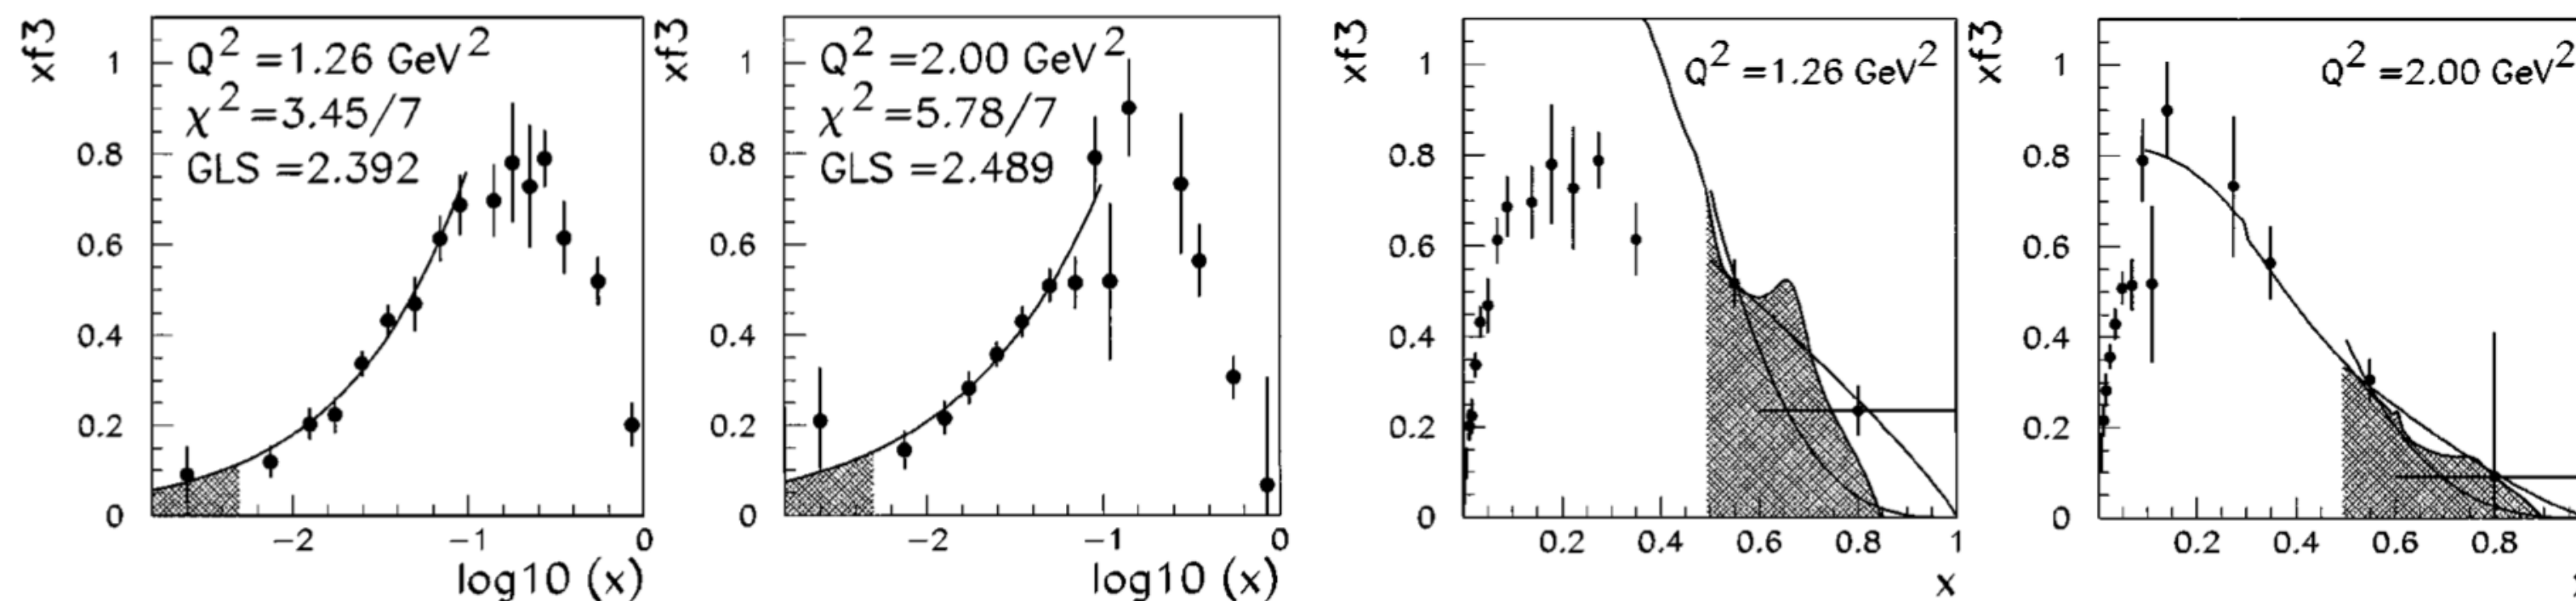 xf3
1
0.8
0.6
0.4
0.2
0
Q² =1.26 GeV²
χ² =3.45/7
GLS =2.392
−2
−1
0
log10 (x)
xf3
1
0.8
0.6
0.4
0.2
0
Q² =2.00 GeV²
χ² =5.78/7
GLS =2.489
−2
−1
0
log10 (x)
xf3
1
0.8
0.6
0.4
0.2
0
Q² =1.26 GeV²
0.2
0.4
0.6
0.8
1
x
xf3
1
0.8
0.6
0.4
0.2
0
Q² =2.00 GeV²
0.2
0.4
0.6
0.8